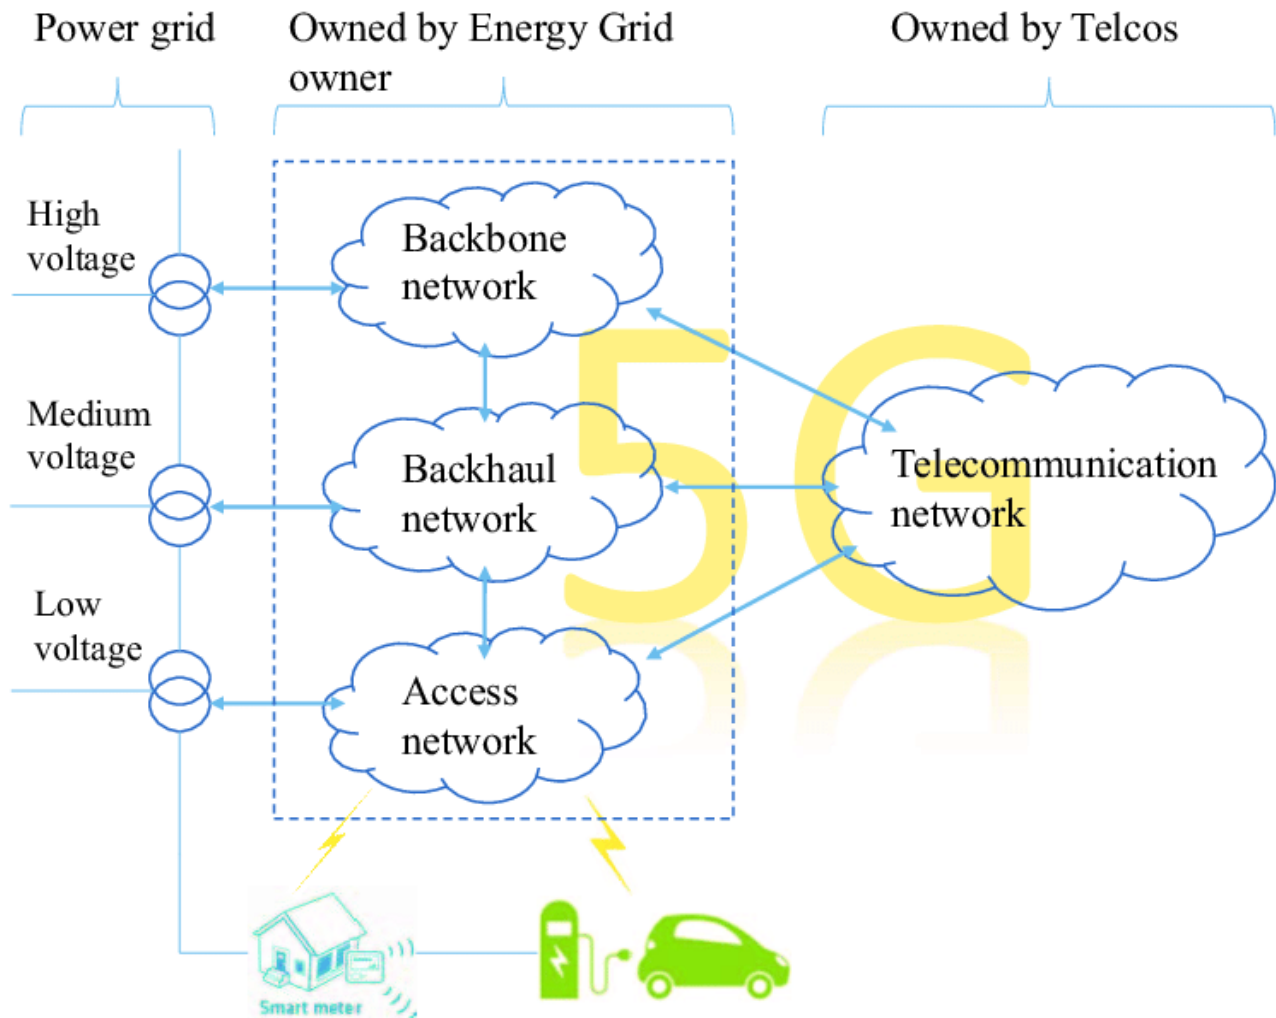 Power grid
Owned by Energy Grid
owner
Owned by Telcos
High
voltage
Backbone
network
5G
Medium
voltage
Backhaul
network
Telecommunication
network
Low
voltage
Access
network
Smart meter